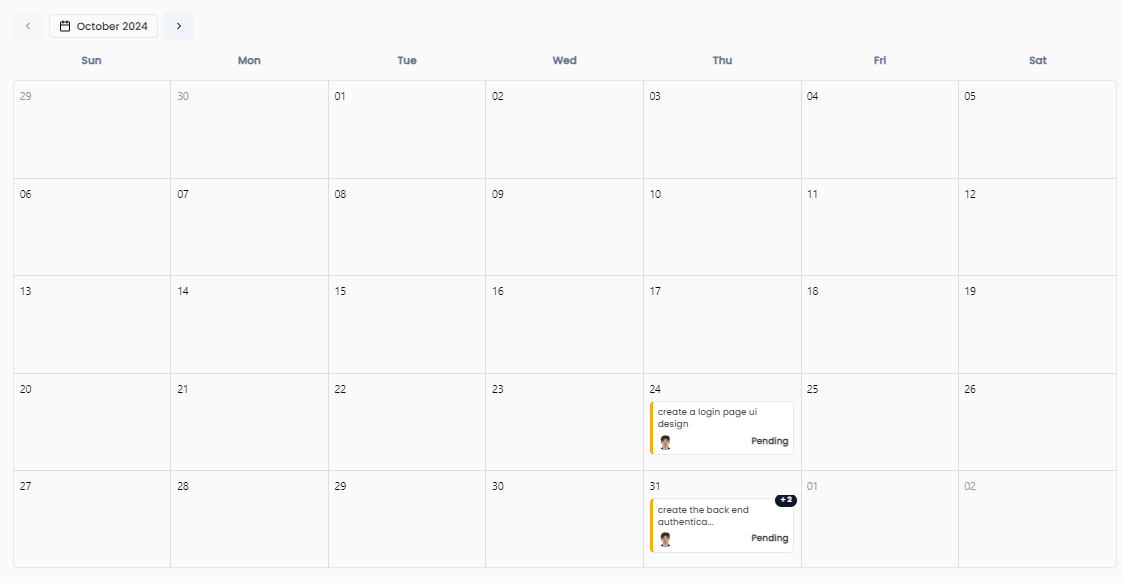 October 2024
Sun Mon Tue Wed Thu Fri Sat
29 30 01 02 03 04 05
06 07 08 09 10 11 12
13 14 15 16 17 18 19
20 21 22 23 24 25 26
create a login page ui
design
Pending
27 28 29 30 31 01 02
+2
create the back end
authentica...
Pending